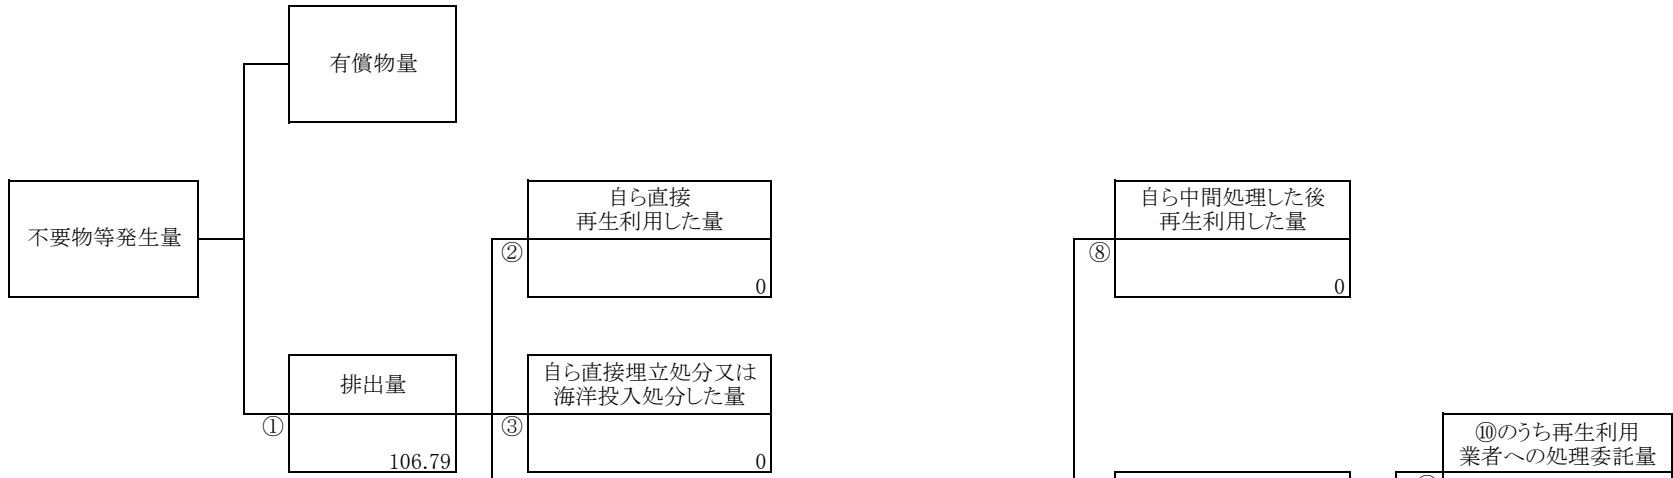 有償物量
不要物等発生量
自ら直接
再生利用した量
②
0
自ら中間処理した後
再生利用した量
⑧
0
排出量
①
106.79
自ら直接埋立処分又は
海洋投入処分した量
③
0
⑩のうち再生利用
業者への処理委託量